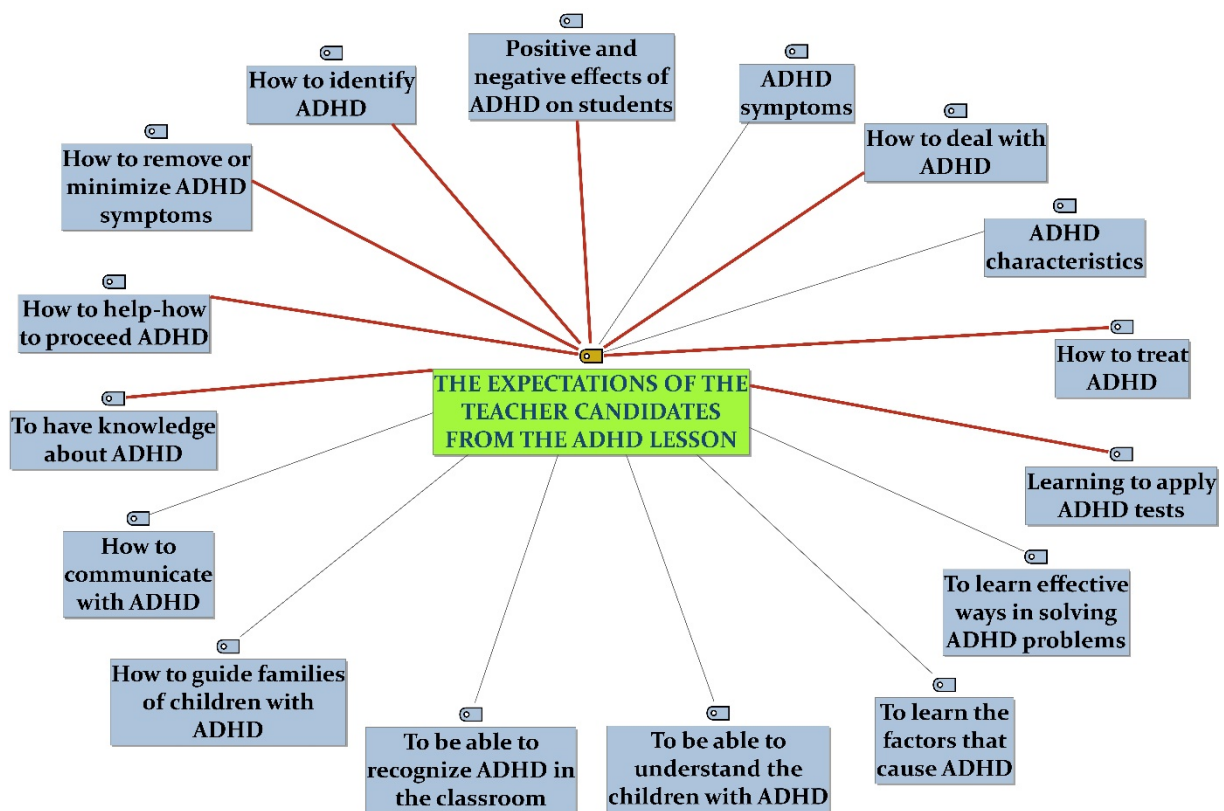 Positive and
negative effects of
ADHD on students
ADHD
symptoms
How to identify
ADHD
How to deal with
ADHD
How to remove or
minimize ADHD
symptoms
ADHD
characteristics
How to help-how
to proceed ADHD
How to treat
ADHD
THE EXPECTATIONS OF THE
TEACHER CANDIDATES
FROM THE ADHD LESSON
To have knowledge
about ADHD
Learning to apply
ADHD tests
How to
communicate
with ADHD
To learn effective
ways in solving
ADHD problems
How to guide families
of children with
ADHD
To learn the
factors that
cause ADHD
To be able to
recognize ADHD in
the classroom
To be able to
understand the
children with ADHD